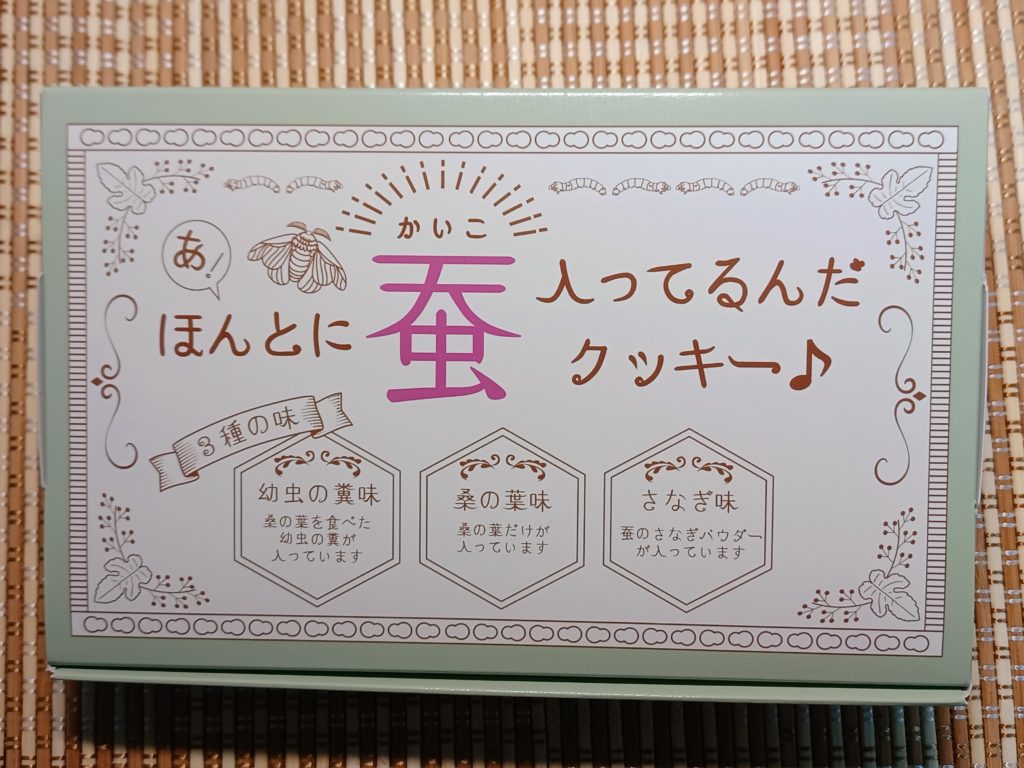 あ!
かいこ
ほんとに
蚕
入ってるんだ
クッキー♪
3種の味
幼虫の糞味
桑の葉を食べた
幼虫の糞が
入っています
桑の葉味
桑の葉だけが
入っています
さなぎ味
蚕のさなぎパウダー
が入っています